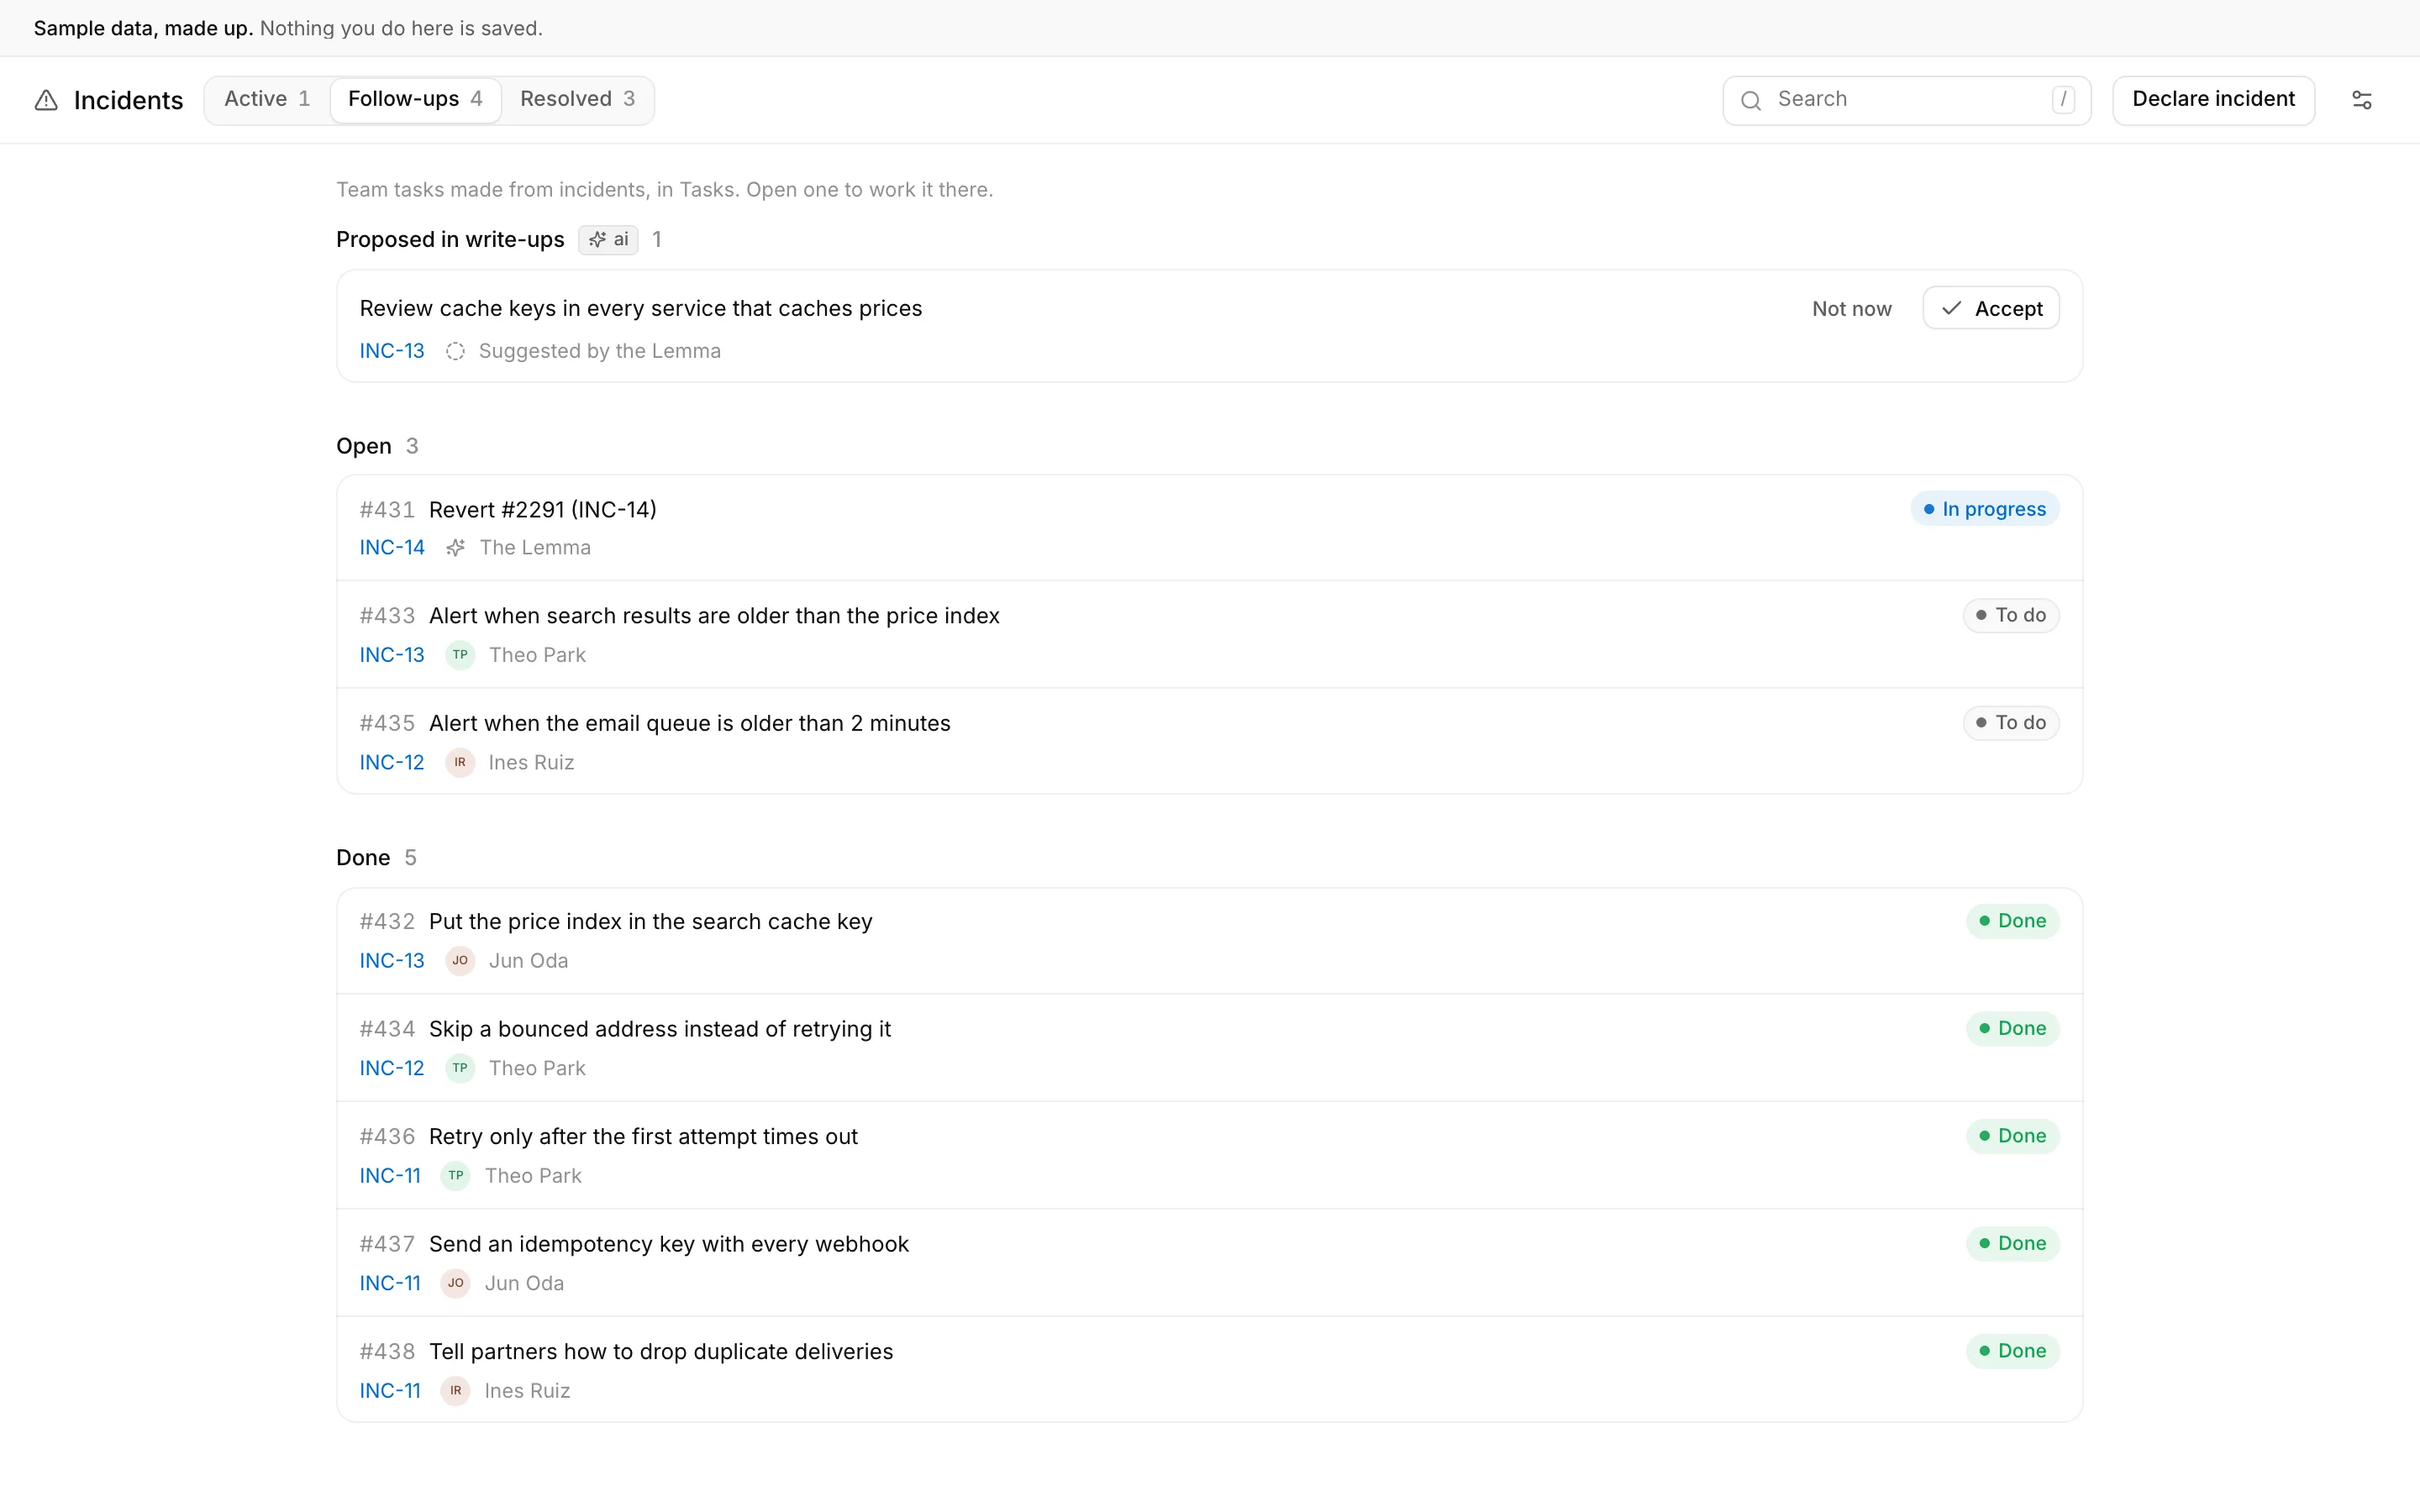 Sample data, made up. Nothing you do here is saved.
Incidents
Active 1
Follow-ups 4
Resolved 3
Search /
Declare incident
Team tasks made from incidents, in Tasks. Open one to work it there.
Proposed in write-ups ai 1
Review cache keys in every service that caches prices
Not now
Accept
INC-13 Suggested by the Lemma
Open 3
#431 Revert #2291 (INC-14)
In progress
INC-14 The Lemma
#433 Alert when search results are older than the price index
To do
INC-13 TP Theo Park
#435 Alert when the email queue is older than 2 minutes
To do
INC-12 IR Ines Ruiz
Done 5
#432 Put the price index in the search cache key
Done
INC-13 JO Jun Oda
#434 Skip a bounced address instead of retrying it
Done
INC-12 TP Theo Park
#436 Retry only after the first attempt times out
Done
INC-11 TP Theo Park
#437 Send an idempotency key with every webhook
Done
INC-11 JO Jun Oda
#438 Tell partners how to drop duplicate deliveries
Done
INC-11 IR Ines Ruiz